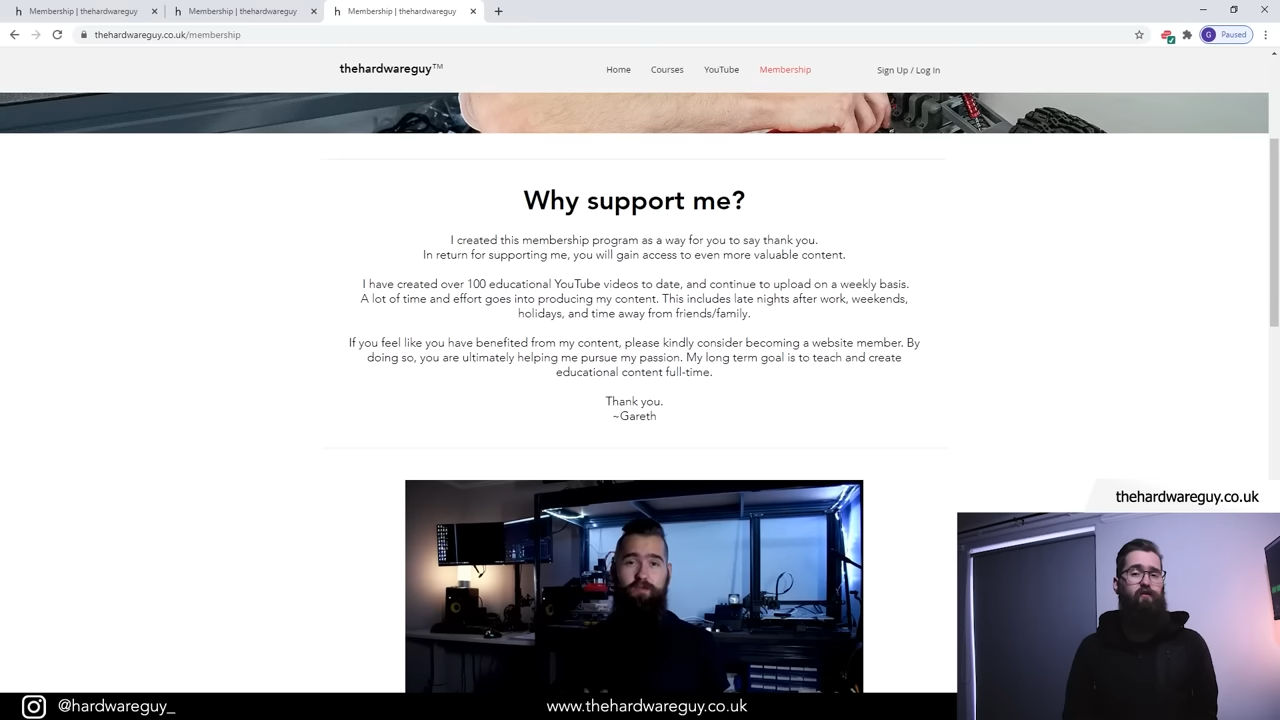 Membership | thehardwareguy
Membership | thehardwareguy
Membership | thehardwareguy
thehardwareguy.co.uk/membership
G Paused
thehardwareguy™
Home Courses YouTube Membership Sign Up / Log In
Why support me?
I created this membership program as a way for you to say thank you.
In return for supporting me, you will gain access to even more valuable content.
I have created over 100 educational YouTube videos to date, and continue to upload on a weekly basis.
A lot of time and effort goes into producing my content. This includes late nights after work, weekends,
holidays, and time away from friends/family.
If you feel like you have benefited from my content, please kindly consider becoming a website member. By
doing so, you are ultimately helping me pursue my passion. My long term goal is to teach and create
educational content full-time.
Thank you.
~Gareth
thehardwareguy.co.uk
@hardwareguy_
www.thehardwareguy.co.uk